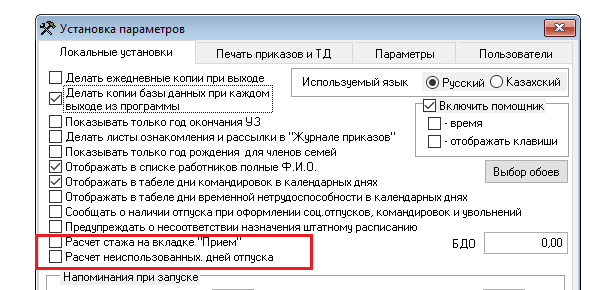 Установка параметров
Локальные установки Печать приказов и ТД Параметры Пользователи
Делать ежедневные копии при выходе
Используемый язык Русский Казахский
Делать копии базы данных при каждом
выходе из программы
Включить помощник
- время
- отображать клавиши
Показывать только год окончания УЗ
Делать листы ознакомления и рассылки в "Журнале приказов"
Показывать только год рождения для членов семей
Отображать в списке работников полные Ф.И.О.
Выбор обоев
Отображать в табеле дни командировок в календарных днях
Отображать в табеле дни временной нетрудоспособности в календарных днях
Сообщать о наличии отпуска при оформлении соц.отпусков, командировок и увольнений
Предупреждать о несоответствии назначения штатному расписанию
Расчет стажа на вкладке "Прием"
БДО 0,00
Расчет неиспользованных. дней отпуска
Напоминания при запуске